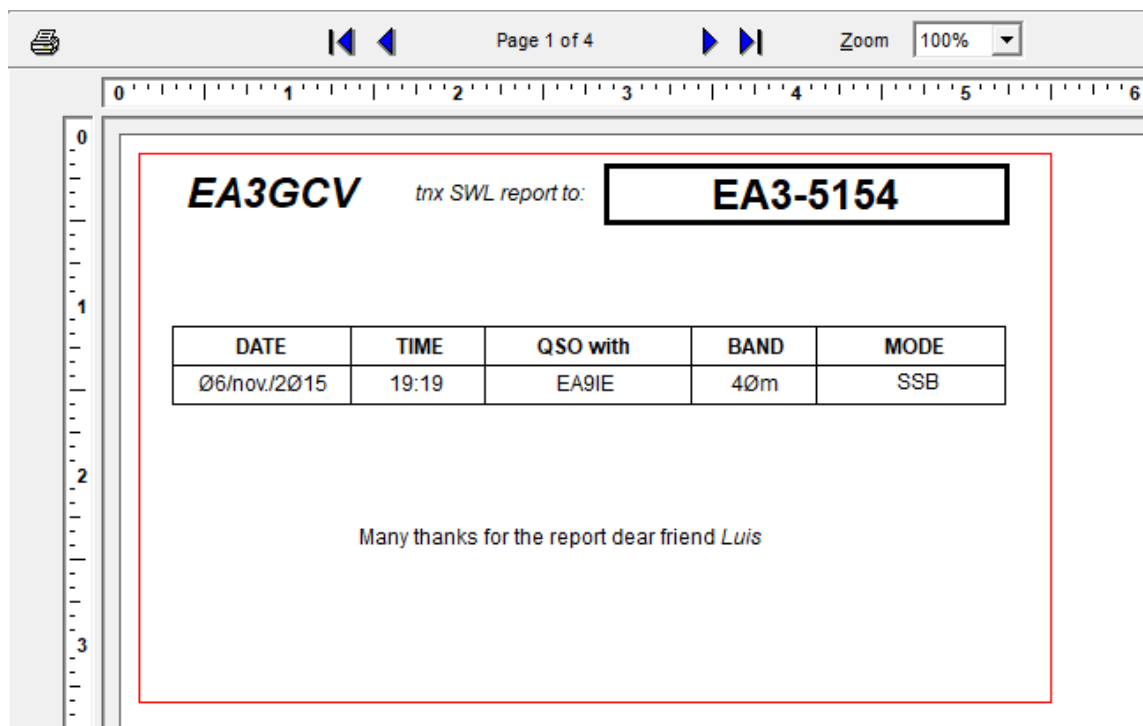 Page 1 of 4 Zoom 100%
0 1 2 3 4 5 6
0
EA3GCV tnx SWL report to: EA3-5154
1
DATE TIME QSO with BAND MODE
Ø6/nov./2Ø15 19:19 EA9IE 4Øm SSB
2
Many thanks for the report dear friend Luis
3